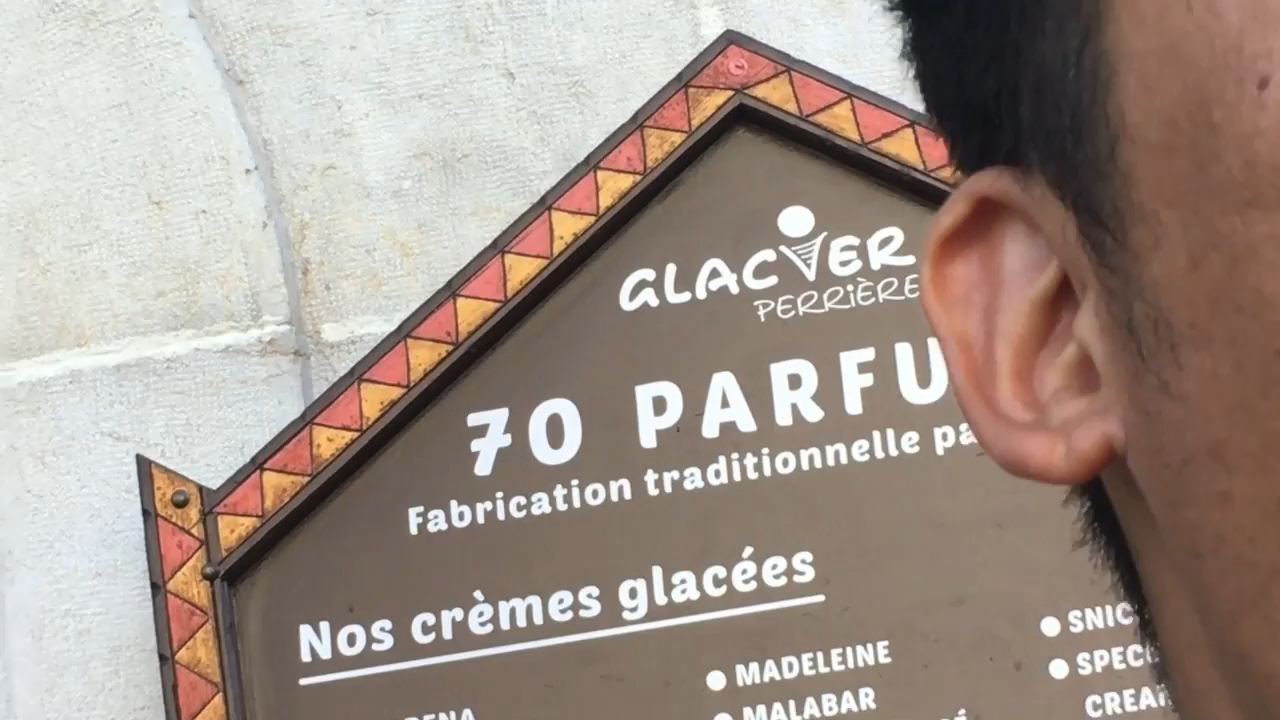 GLACIER
PERRIÈRE
70 PARFU
Fabrication traditionnelle pa
Nos crèmes glacées
MADELEINE
MALABAR
SNIC
SPEC
CREA